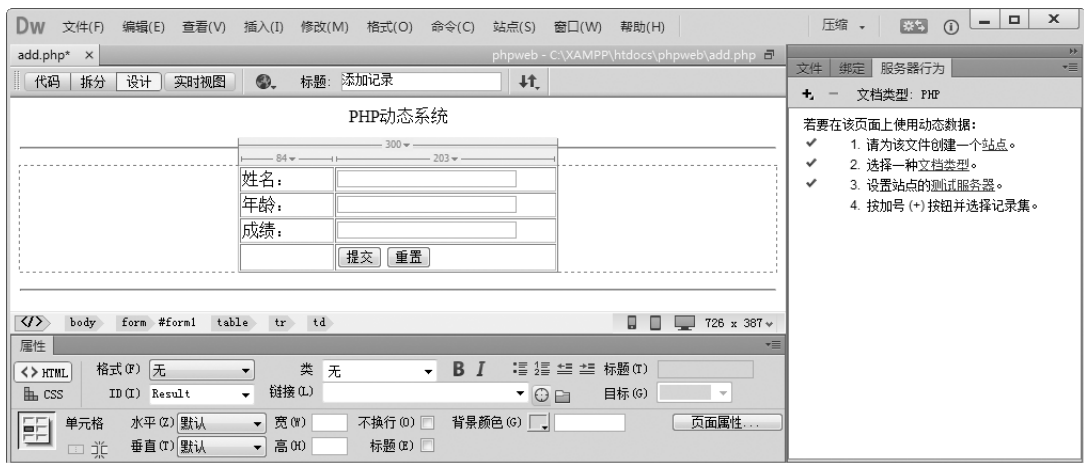 DW 文件(F) 编辑(E) 查看(V) 插入(I) 修改(M) 格式(O) 命令(C) 站点(S) 窗口(W) 帮助(H) 压缩
add.php* × phpweb - C:\XAMPP\htdocs\phpweb\add.php
代码 拆分 设计 实时视图 标题: 添加记录
PHP动态系统
300
84 203
姓名：
年龄：
成绩：
提交 重置
</> body form #form1 table tr td 726 x 387
文件 绑定 服务器行为
文档类型: PHP
若要在该页面上使用动态数据:
1. 请为该文件创建一个站点。
2. 选择一种文档类型。
3. 设置站点的测试服务器。
4. 按加号 (+) 按钮并选择记录集。
属性
<> HTML 格式(F) 无 类 无 B I 标题(T)
CSS ID(I) Result 链接(L) 目标(G)
单元格 水平(Z) 默认 宽(W) 不换行(O) 背景颜色(G) 页面属性...
垂直(T) 默认 高(H) 标题(E)